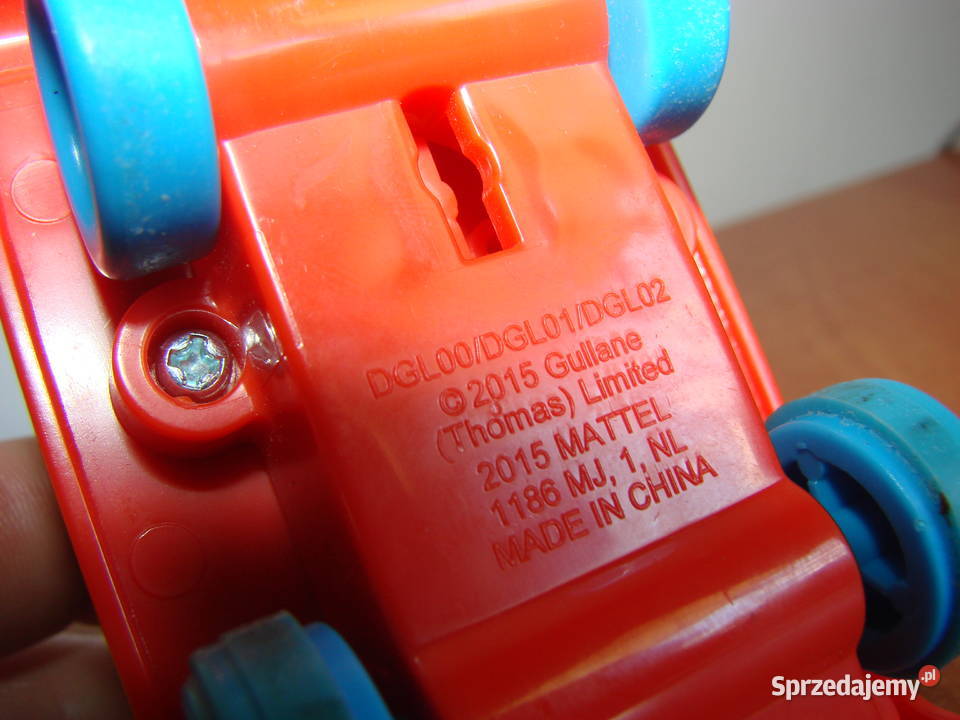 DGL00/DGL01/DGL02
©2015 Gullane
(Thomas) Limited
2015 MATTEL
1186 MJ, 1, NL
MADE IN CHINA
Sprzedajemy.pl